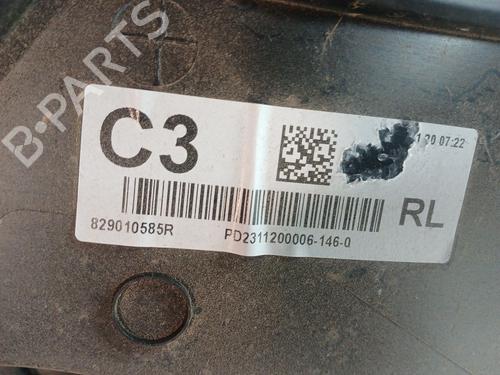 B-PARTS
C3
1.20 07:22
829010585R
PD2311200006-146-0
RL